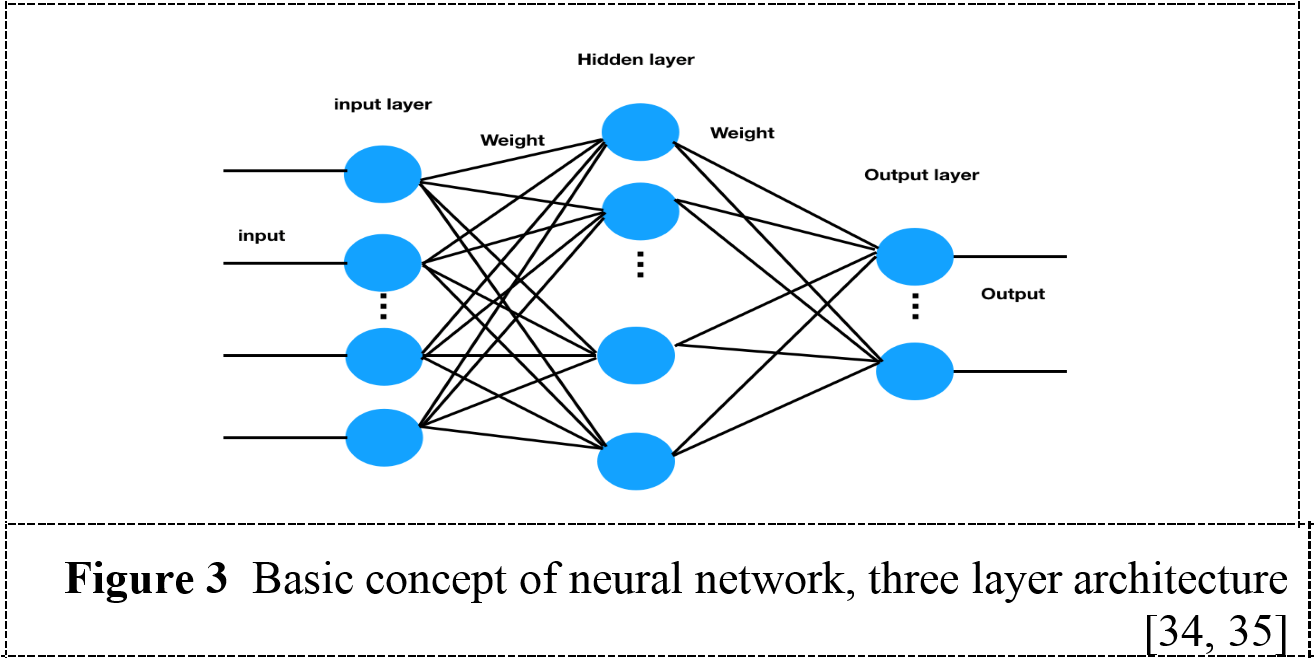 Hidden layer
input layer
Weight
Weight
Output layer
input
Output
Figure 3 Basic concept of neural network, three layer architecture
[34, 35]